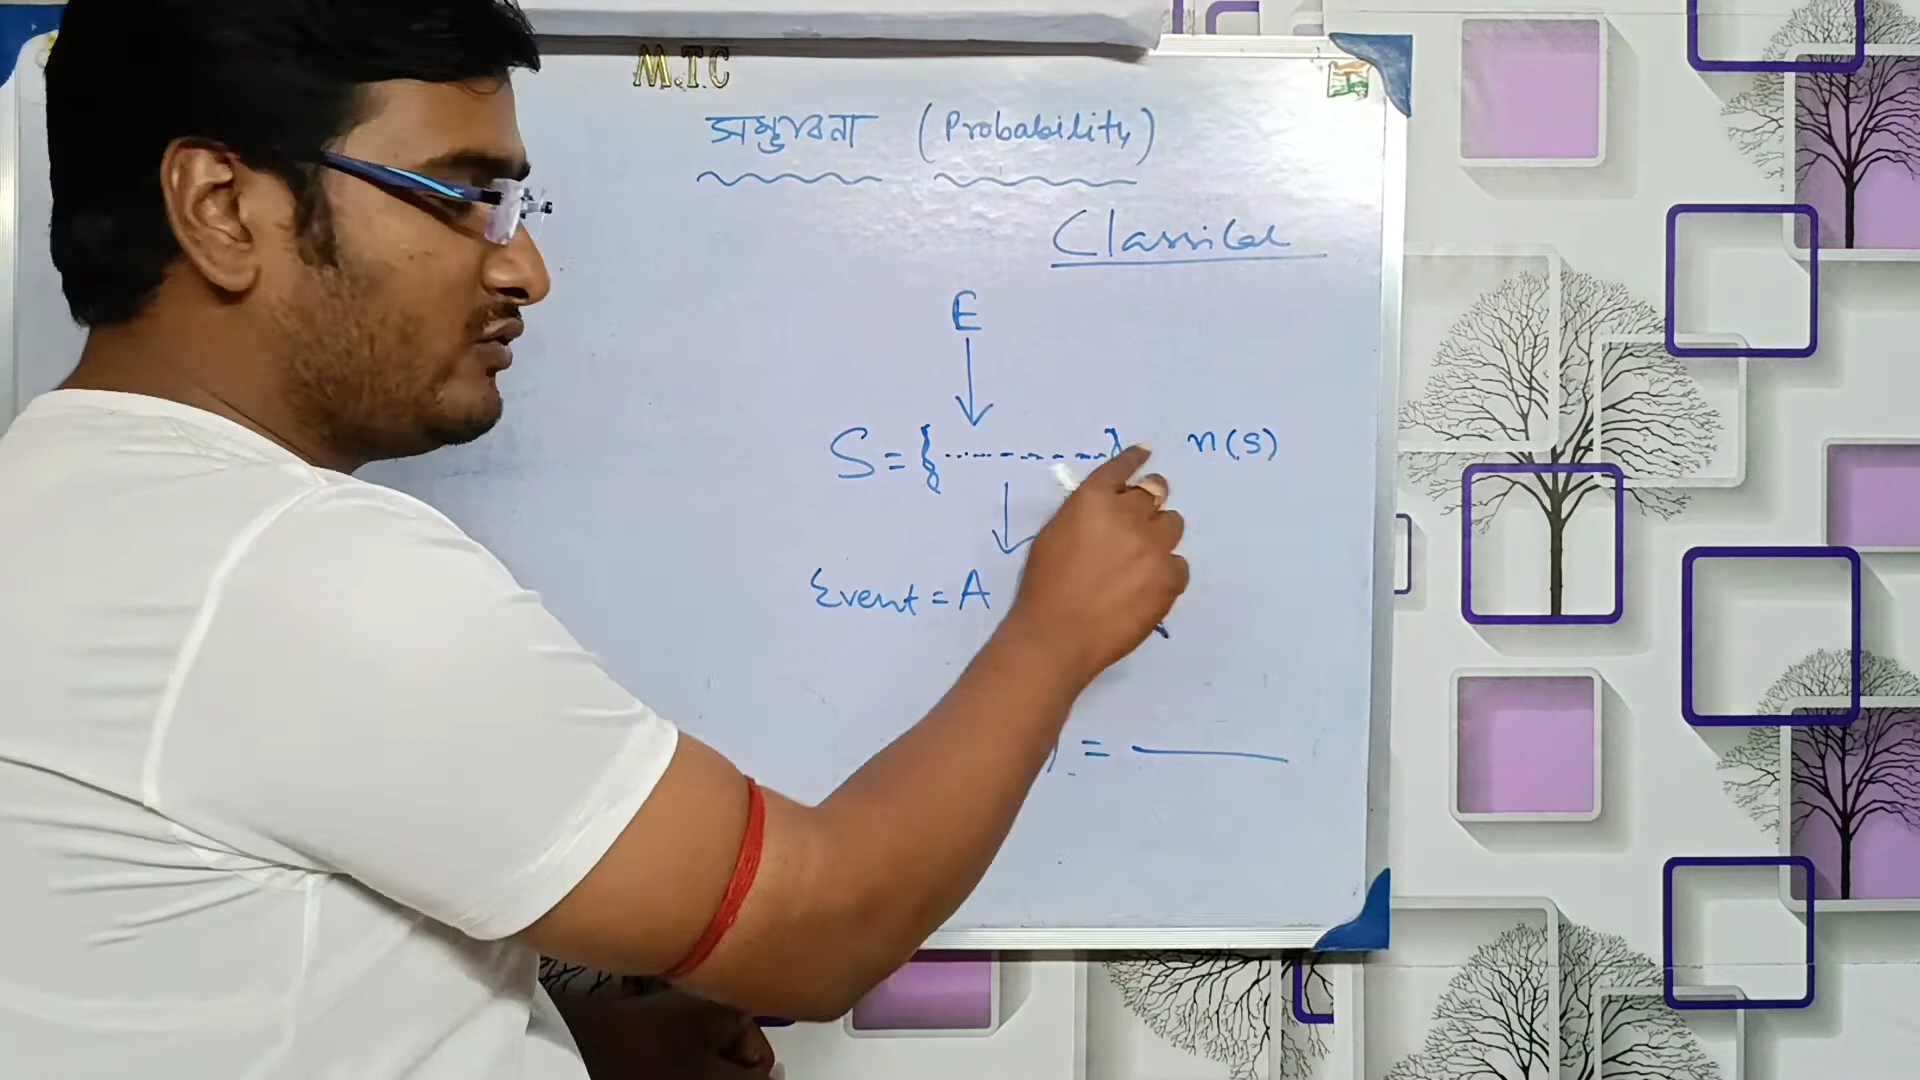 M.T.C
সম্ভাবনা (Probability)
Classical
E
S = {............} n(S)
Event = A
) =